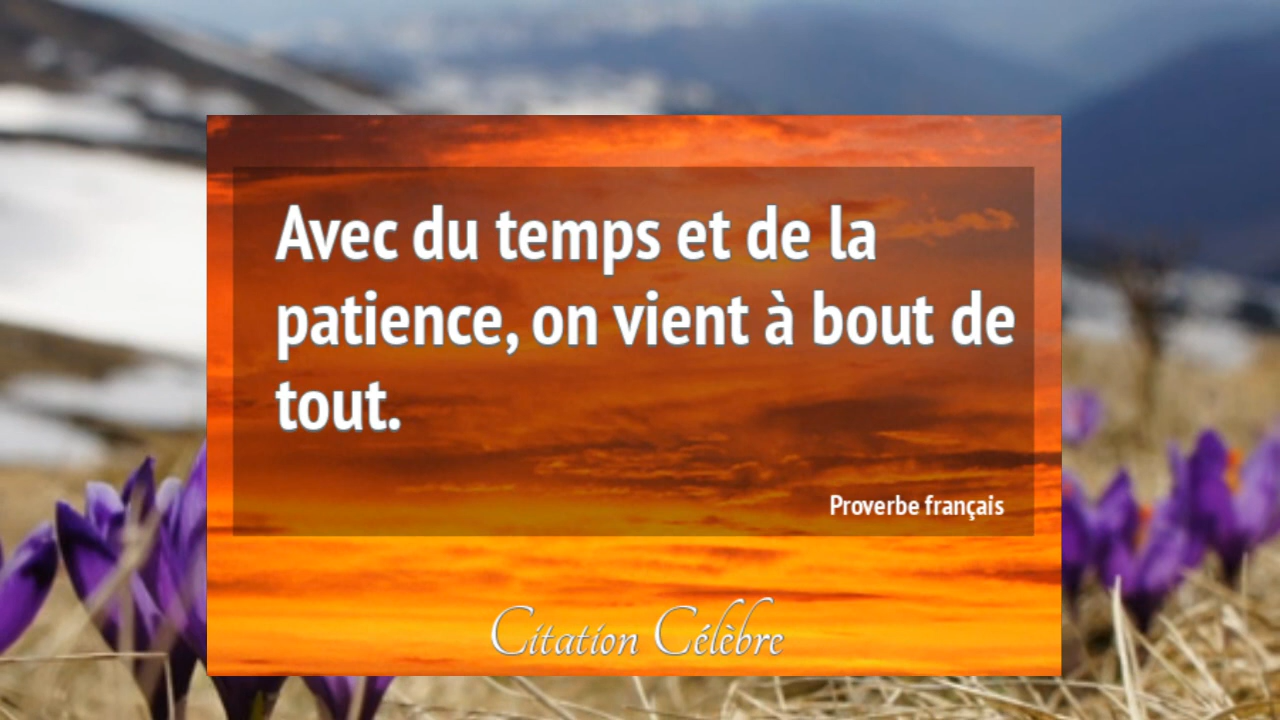 Avec du temps et de la
patience, on vient à bout de
tout.
Proverbe français
Citation Célèbre